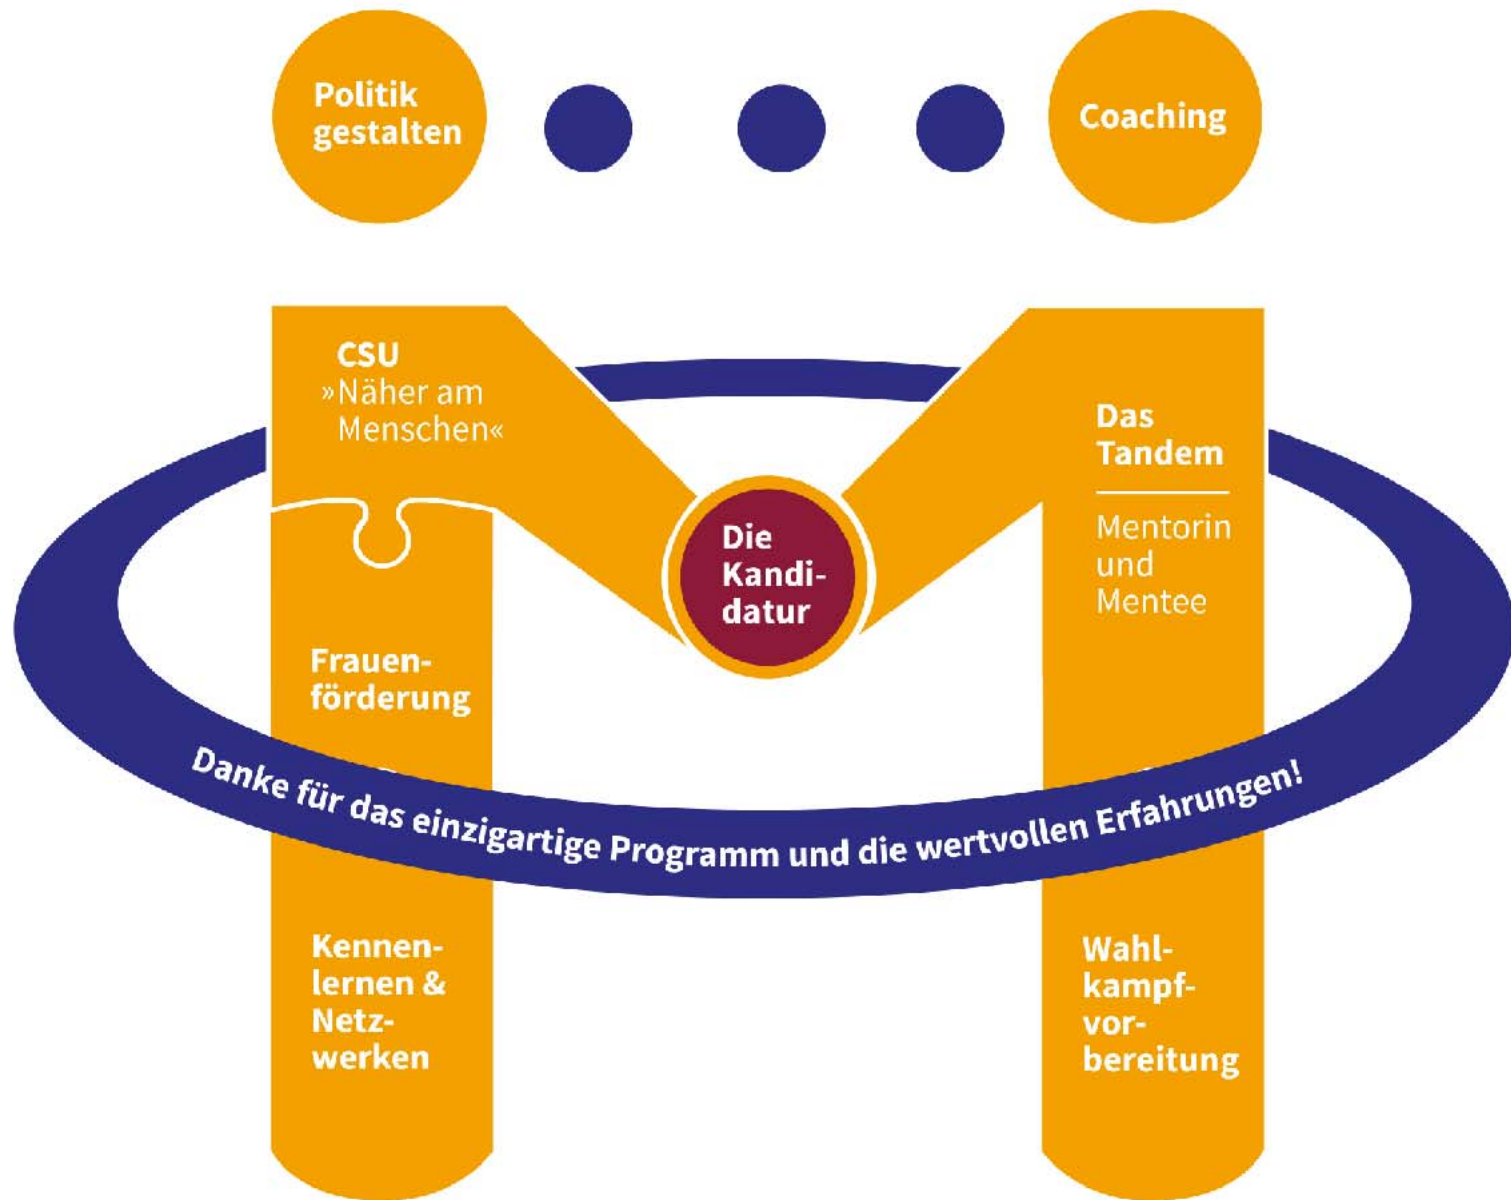 Politik
gestalten
Coaching
CSU
»Näher am
Menschen«
Das
Tandem
Mentorin
und
Mentee
Die
Kandi-
datur
Frauen-
förderung
Danke für das einzigartige Programm und die wertvollen Erfahrungen!
Kennen-
lernen &
Netz-
werken
Wahl-
kampf-
vor-
bereitung